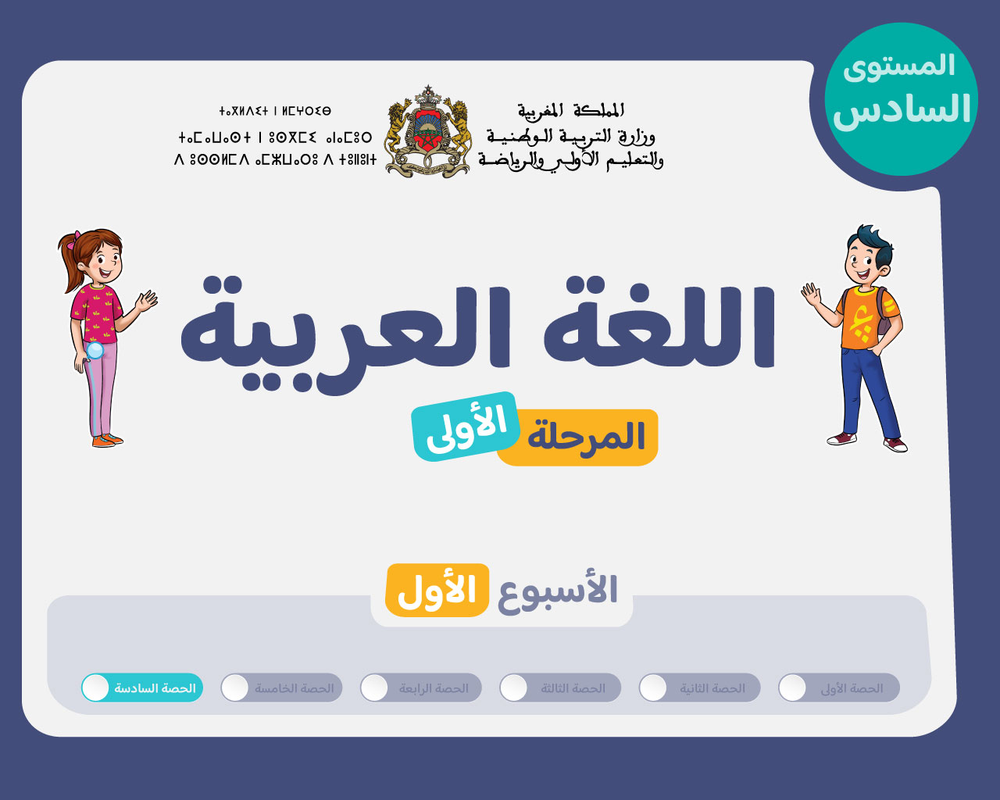 المستوى
السادس
المملكة المغربية
وزارة التربية الوطنية
والتعليم الأولي والرياضة
ⵜⴰⴳⵍⴷⵉⵜ ⵏ ⵍⵎⵖⵔⵉⴱ
ⵜⴰⵎⴰⵡⴰⵙⵜ ⵏ ⵓⵙⴳⵎⵉ ⴰⵏⴰⵎⵓⵔ
ⴷ ⵓⵙⵙⵍⵎⴷ ⴰⵎⵣⵡⴰⵔⵓ ⴷ ⵜⵓⵏⵏⵓⵏⵜ
اللغة العربية
المرحلة الأولى
الأسبوع الأول
الحصة الأولى
الحصة الثانية
الحصة الثالثة
الحصة الرابعة
الحصة الخامسة
الحصة السادسة